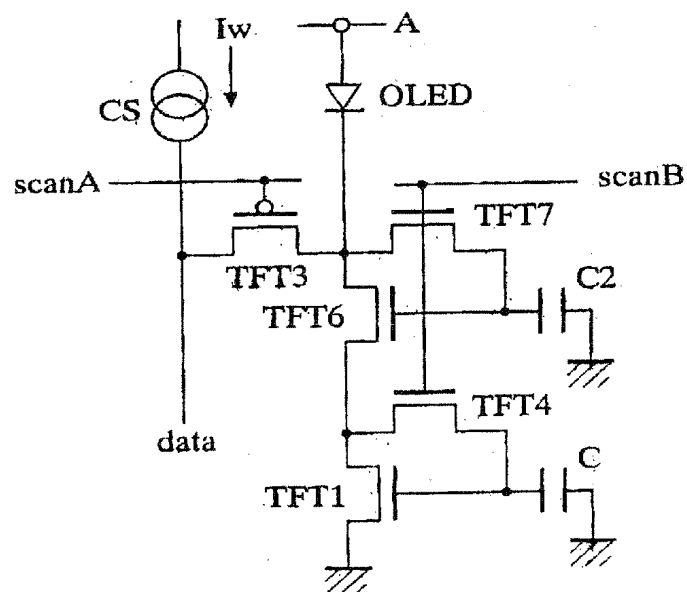 Iw
A
CS
OLED
scanA
scanB
TFT7
TFT3
C2
TFT6
TFT4
data
C
TFT1